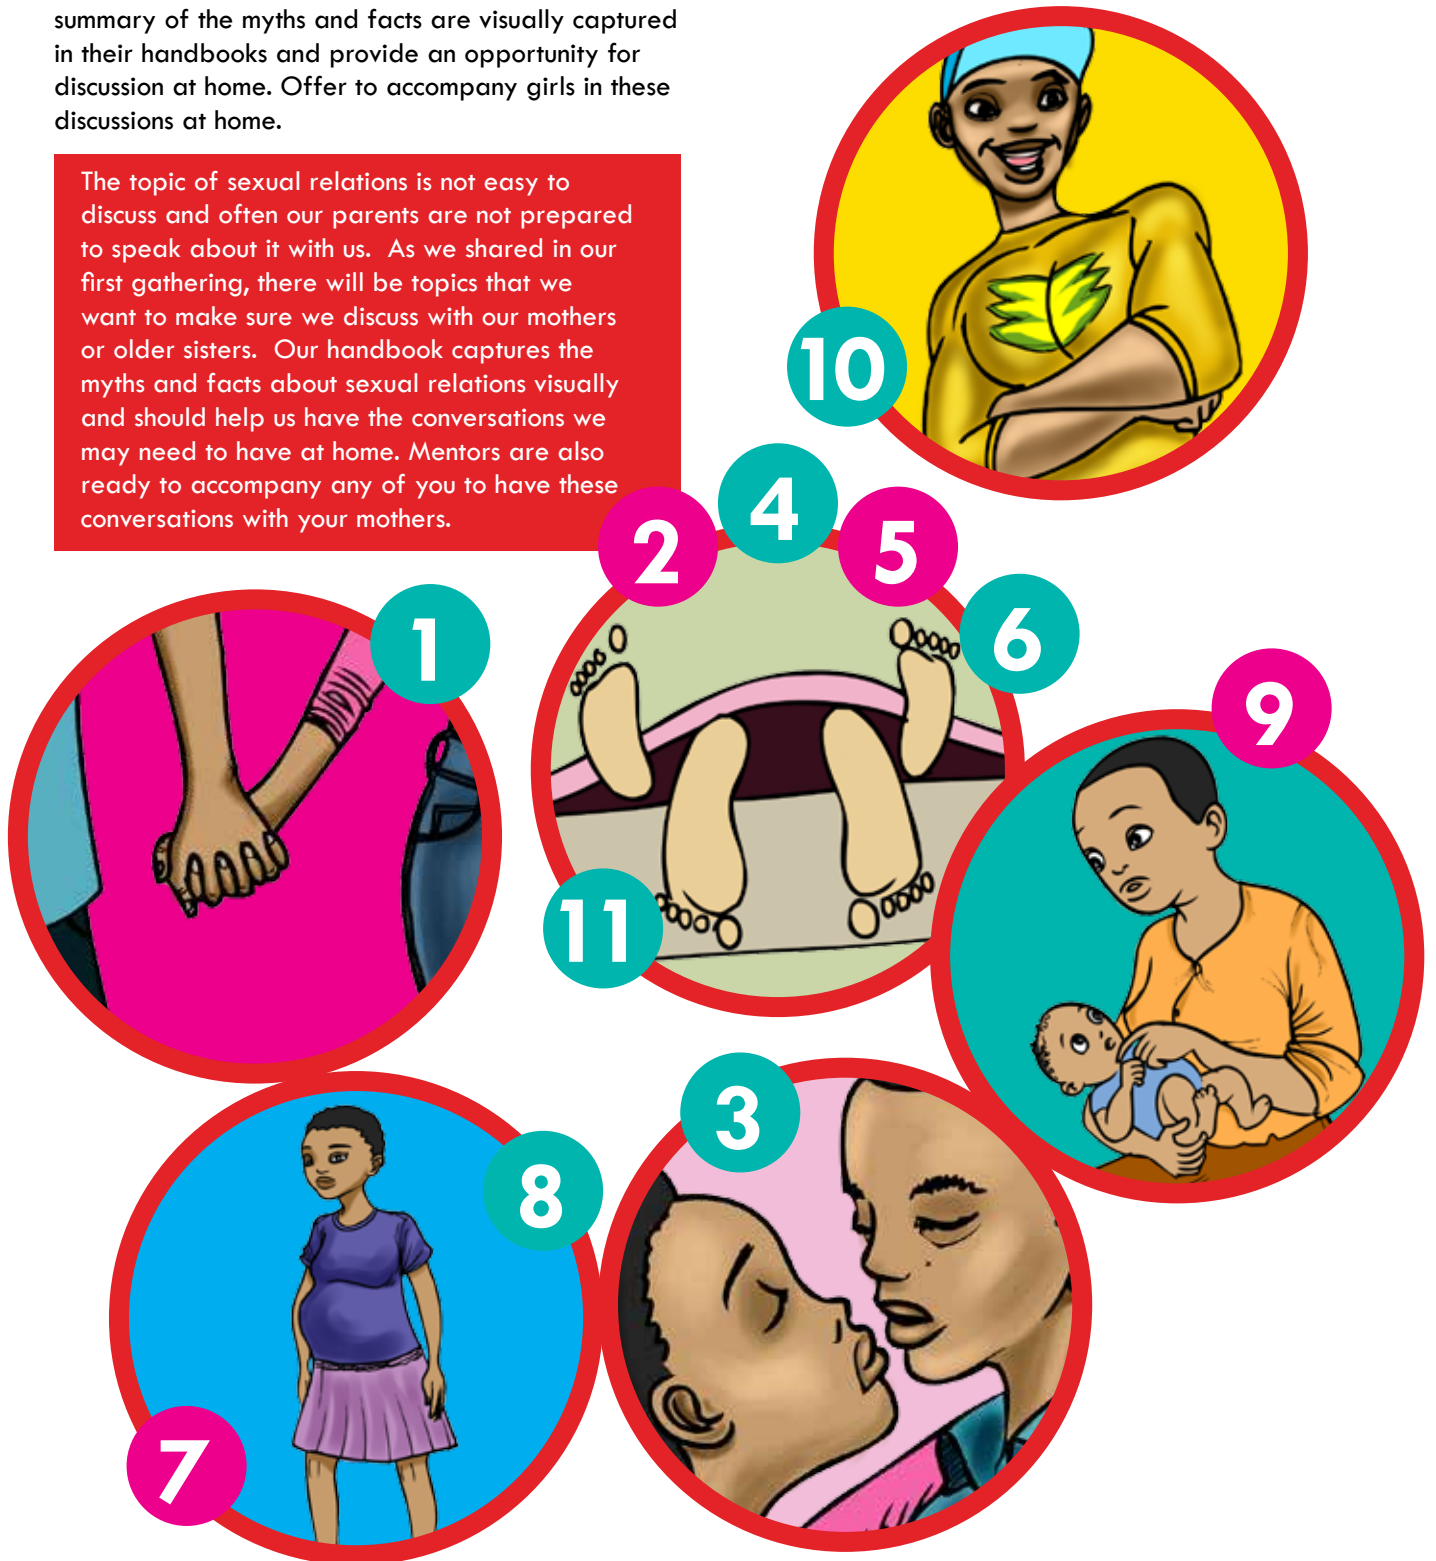 summary of the myths and facts are visually captured
in their handbooks and provide an opportunity for
discussion at home. Offer to accompany girls in these
discussions at home.
The topic of sexual relations is not easy to
discuss and often our parents are not prepared
to speak about it with us.  As we shared in our
first gathering, there will be topics that we
want to make sure we discuss with our mothers
or older sisters.  Our handbook captures the
myths and facts about sexual relations visually
and should help us have the conversations we
may need to have at home. Mentors are also
ready to accompany any of you to have these
conversations with your mothers.
10
4
2
5
6
1
9
11
3
8
7